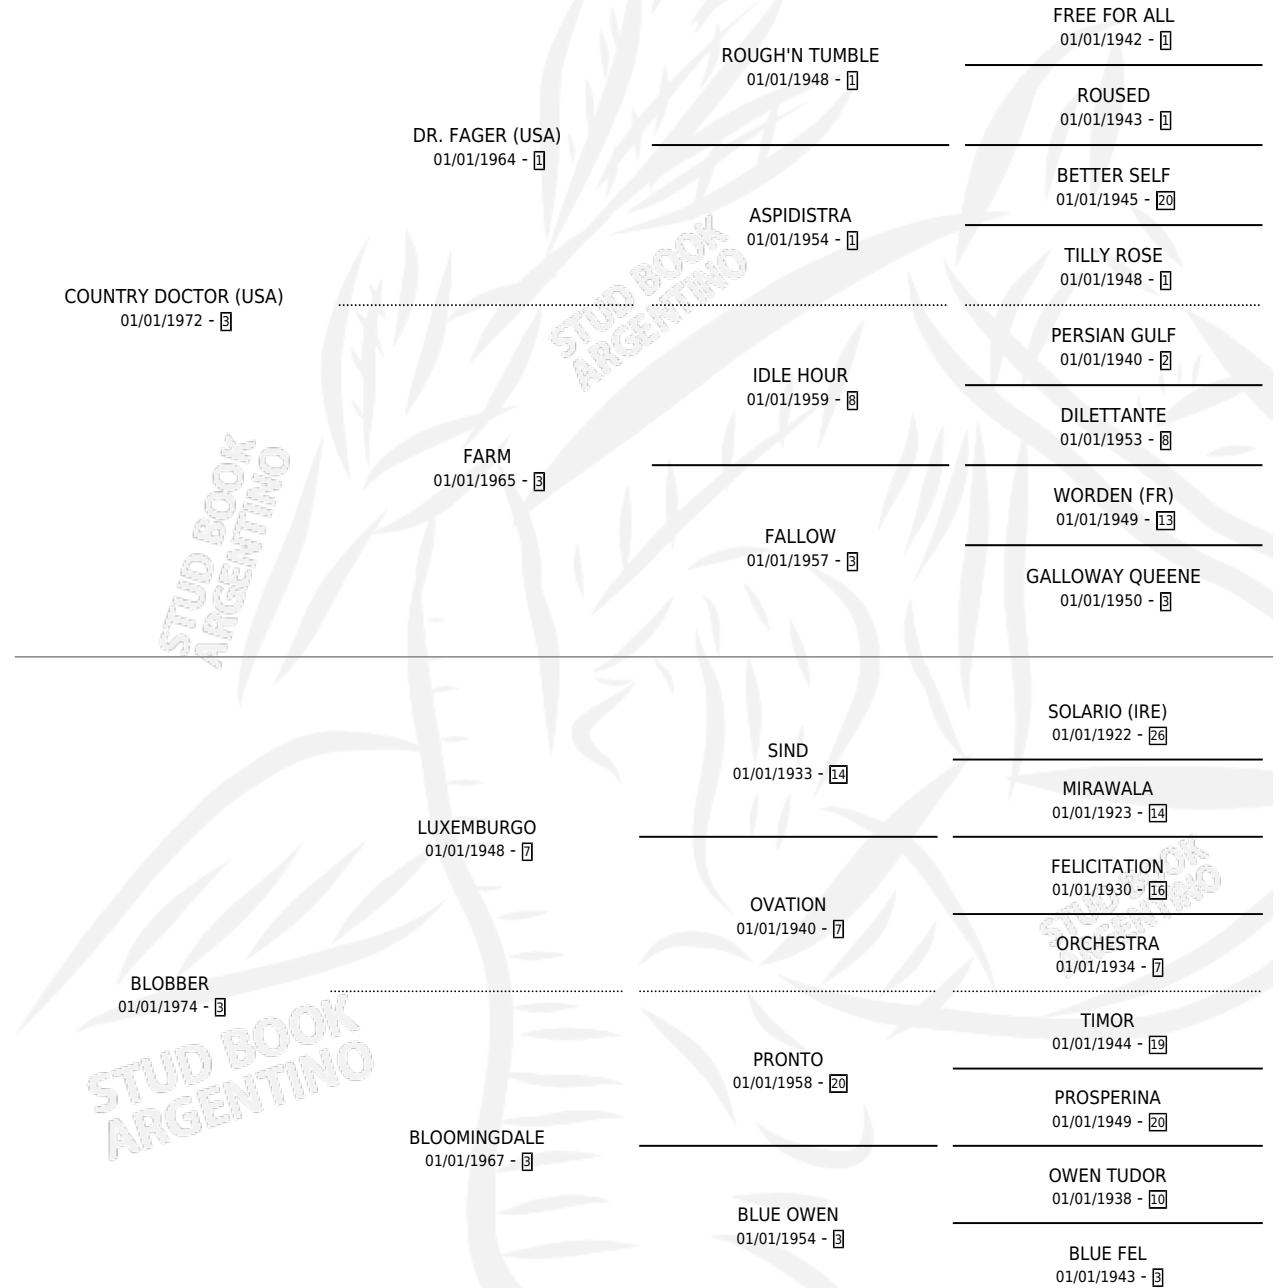 FREE FOR ALL
01/01/1942 - 1
ROUGH'N TUMBLE
01/01/1948 - 1
ROUSED
01/01/1943 - 1
DR. FAGER (USA)
01/01/1964 - 1
BETTER SELF
01/01/1945 - 20
ASPIDISTRA
01/01/1954 - 1
TILLY ROSE
01/01/1948 - 1
COUNTRY DOCTOR (USA)
01/01/1972 - 3
PERSIAN GULF
01/01/1940 - 2
IDLE HOUR
01/01/1959 - 8
DILETTANTE
01/01/1953 - 8
FARM
01/01/1965 - 3
WORDEN (FR)
01/01/1949 - 13
FALLOW
01/01/1957 - 3
GALLOWAY QUEENE
01/01/1950 - 3
STUD BOOK
ARGENTINO
STUD BOOK
ARGENTINO
SOLARIO (IRE)
01/01/1922 - 26
SIND
01/01/1933 - 14
MIRAWALA
01/01/1923 - 14
LUXEMBURGO
01/01/1948 - 7
FELICITATION
01/01/1930 - 16
OVATION
01/01/1940 - 7
ORCHESTRA
01/01/1934 - 7
BLOBBER
01/01/1974 - 3
TIMOR
01/01/1944 - 19
PRONTO
01/01/1958 - 20
PROSPERINA
01/01/1949 - 20
BLOOMINGDALE
01/01/1967 - 3
OWEN TUDOR
01/01/1938 - 10
BLUE OWEN
01/01/1954 - 3
BLUE FEL
01/01/1943 - 3
STUD BOOK
ARGENTINO
STUD BOOK
ARGENTINO